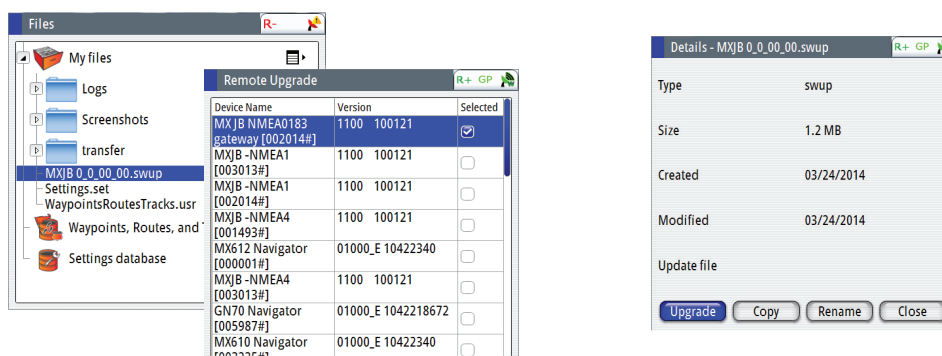 Files
R-
My files
Logs
Screenshots
transfer
MXJB 0_0_00_00.swup
Settings.set
WaypointsRoutesTracks.usr
Waypoints, Routes, and
Settings database
Remote Upgrade
R+ GP
Device Name Version Selected
MX JB NMEA0183 1100 100121
gateway [002014#]
MXJB -NMEA1 1100 100121
[003013#]
MXJB -NMEA1 1100 100121
[002014#]
MXJB -NMEA4 1100 100121
[001493#]
MX612 Navigator 01000_E 10422340
[000001#]
MXJB -NMEA4 1100 100121
[003013#]
GN70 Navigator 01000_E 1042218672
[005987#]
MX610 Navigator 01000_E 10422340
Details - MXJB 0_0_00_00.swup
R+ GP
Type swup
Size 1.2 MB
Created 03/24/2014
Modified 03/24/2014
Update file
Upgrade Copy Rename Close